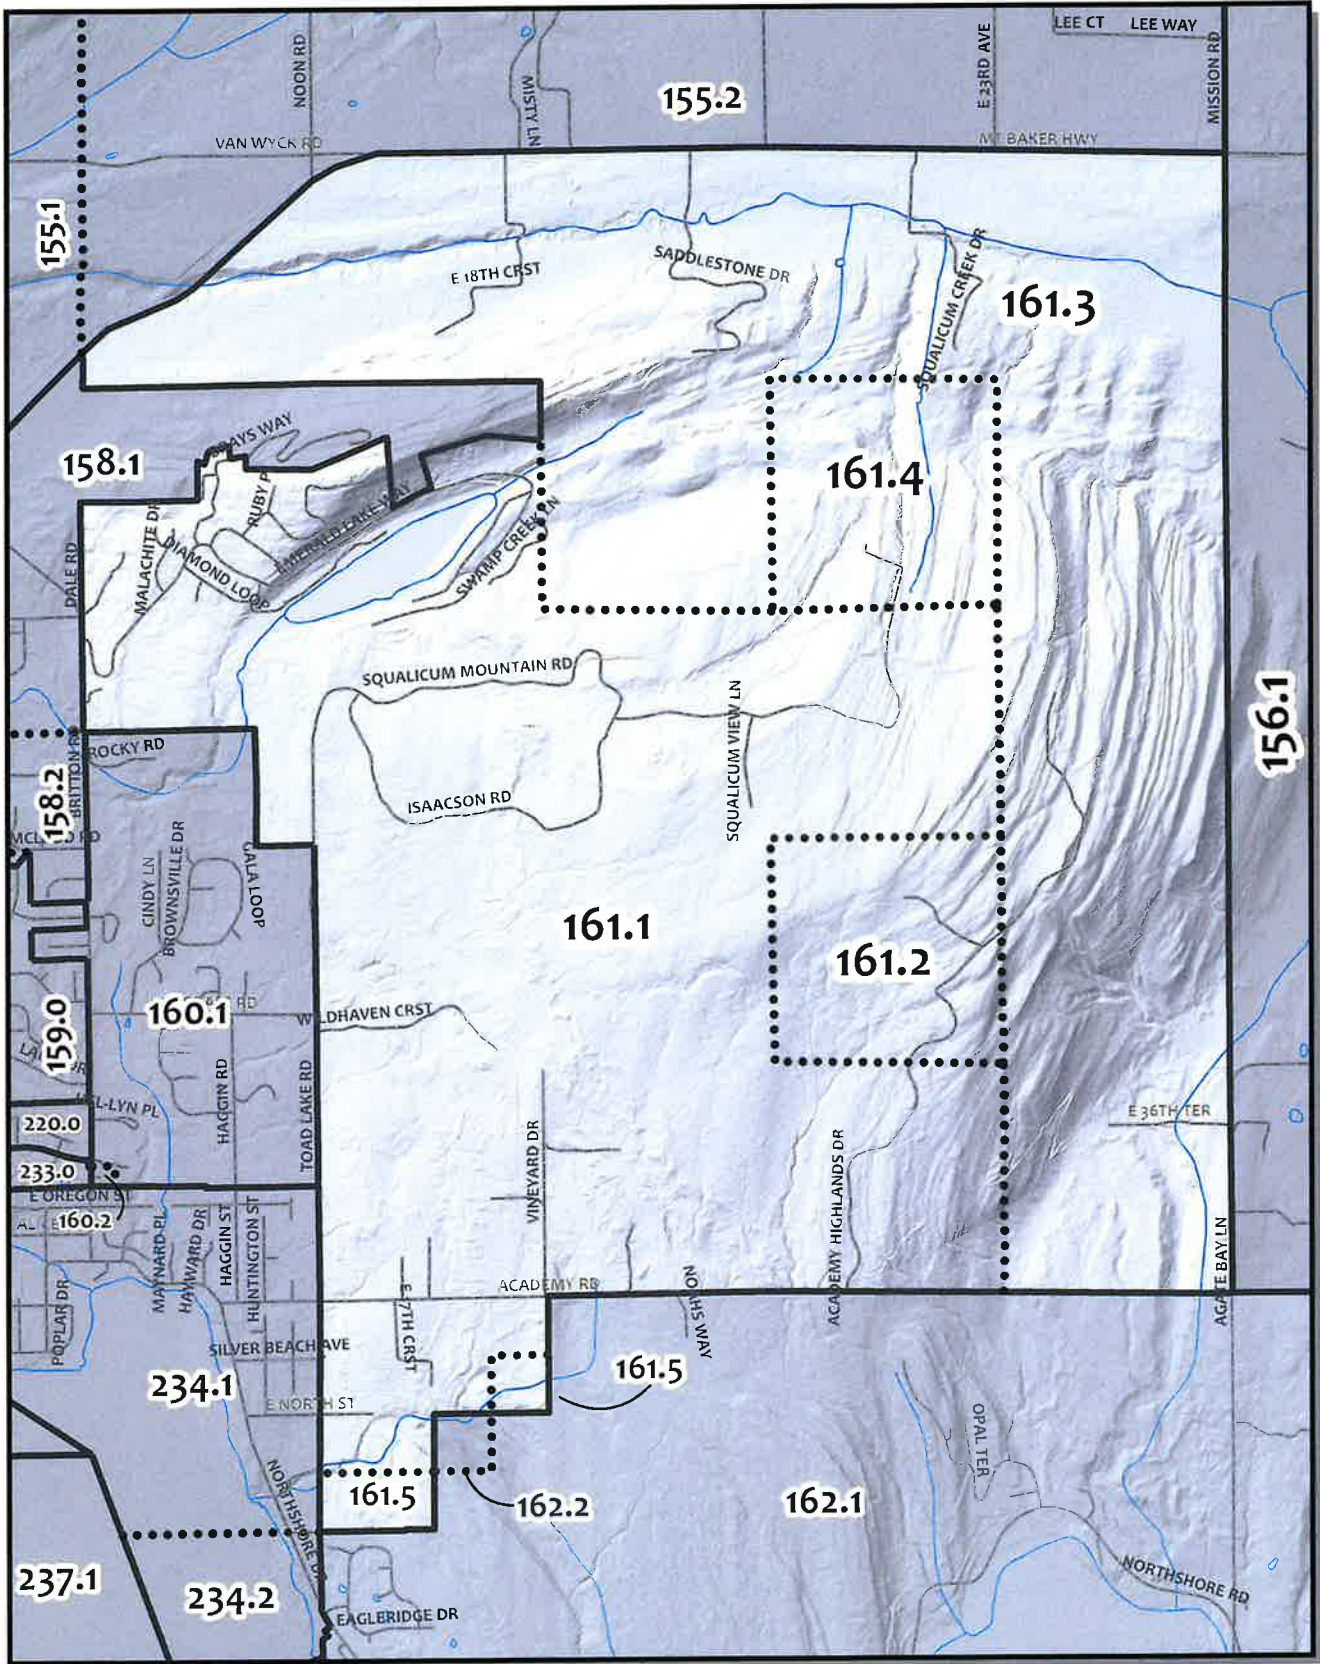 LEE CT
LEE WAY
NOON RD
MISTY LN
E 23RD AVE
MISSION RD
155.2
VAN WYCK RD
MT BAKER HWY
155.1
E 18TH CRST
SADDLESTONE DR
SQUALICUM CREEK DR
161.3
158.1
RUBY P
EMERALD LAKE WAY
161.4
DALE RD
MALACHITE DR
DIAMOND LOOP
SWAMP CREEK LN
SQUALICUM MOUNTAIN RD
SQUALICUM VIEW LN
156.1
ROCKY RD
158.2
BRITTON R
ISAACSON RD
CINDY LN
BROWNSVILLE DR
GALA LOOP
161.1
161.2
159.0
160.1
RD
WILDHAVEN CRST
HAGGIN RD
TOAD LAKE RD
220.0
E 36TH TER
233.0
E OREGON ST
160.2
VINEYARD DR
ACADEMY HIGHLANDS DR
MAYNARD PL
HAYWARD DR
HAGGIN ST
HUNTINGTON ST
AGATE BAY LN
ACADEMY RD
E 17TH CRST
NOAHS WAY
POPLAR DR
SILVER BEACH AVE
161.5
234.1
E NORTH ST
OPAL TER
NORTHSHORE DR
161.5
162.2
162.1
237.1
234.2
EAGLERIDGE DR
NORTHSHORE RD